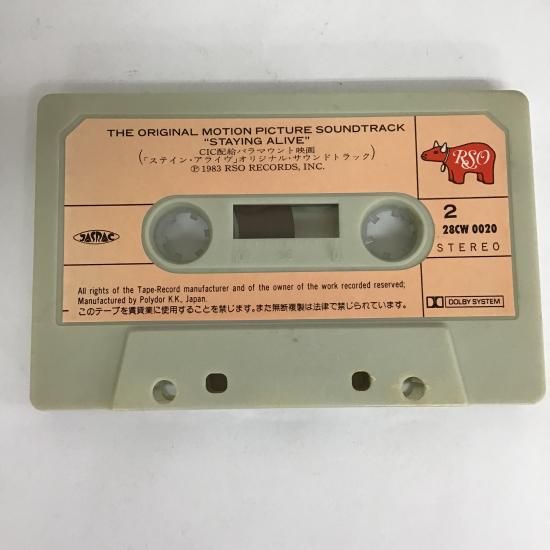 THE ORIGINAL MOTION PICTURE SOUNDTRACK
"STAYING ALIVE"
CIC配給パラマウント映画
(「ステイン・アライヴ」オリジナル・サウンドトラック)
℗1983 RSO RECORDS, INC.
RSO
JASRAC
2
28CW 0020
STEREO
All rights of the Tape-Record manufacturer and of the owner of the work recorded reserved;
Manufactured by Polydor K.K., Japan.
このテープを賃貸業に使用することを禁じます。また無断複製は法律で禁じられています。
DOLBY SYSTEM